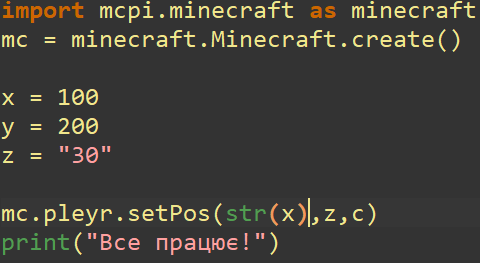 import mcpi.minecraft as minecraft
mc = minecraft.Minecraft.create()
x = 100
y = 200
z = "30"
mc.pleyr.setPos(str(x),z,c)
print("Все працює!")